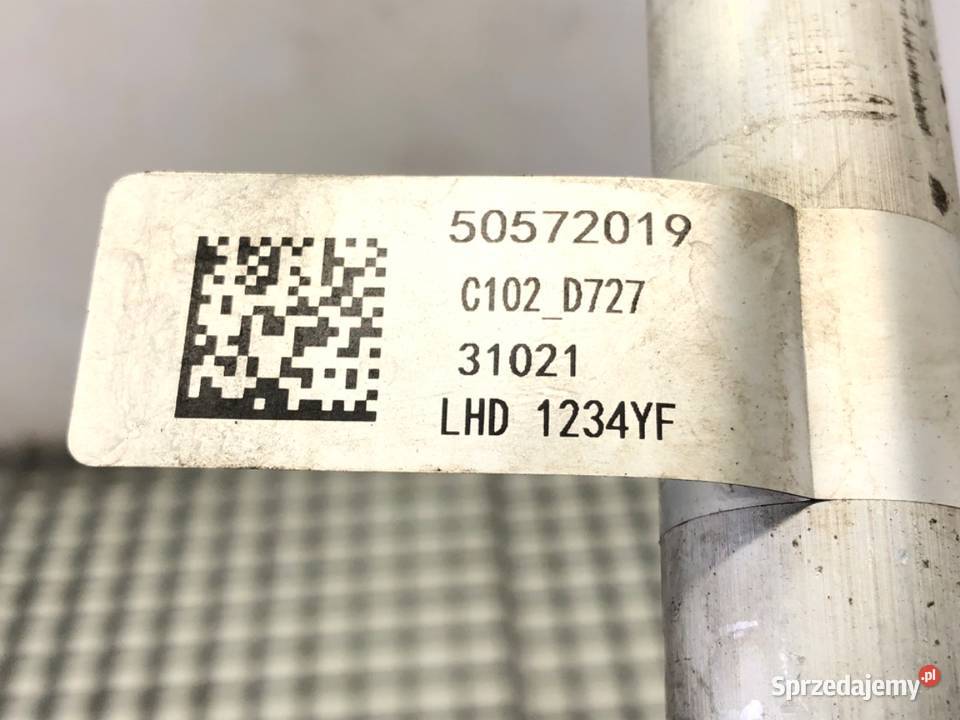 50572019
C102_D727
31021
LHD 1234YF
Sprzedajemy.pl